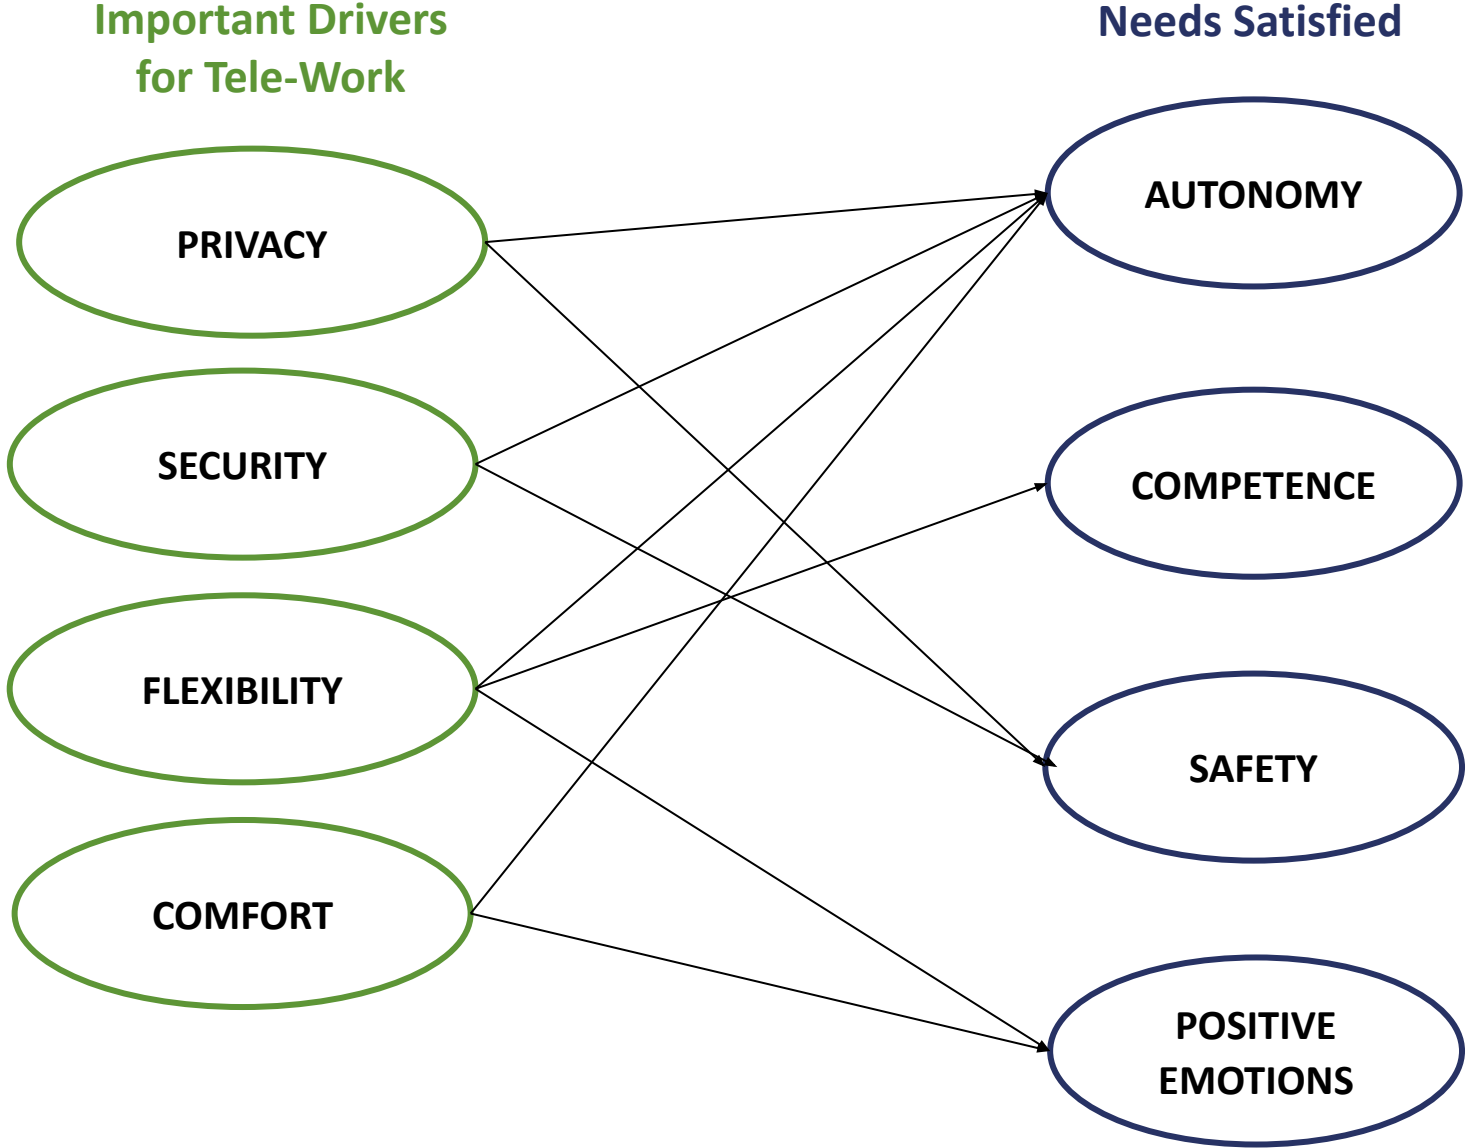 Important Drivers
for Tele-Work
PRIVACY
SECURITY
FLEXIBILITY
COMFORT
Needs Satisfied
AUTONOMY
COMPETENCE
SAFETY
POSITIVE
EMOTIONS